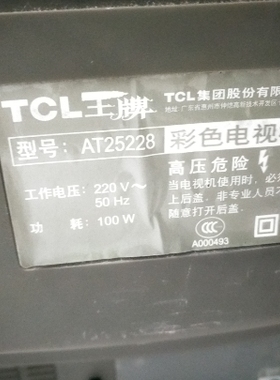 TCL王牌
TCL集团股份有限
型号: AT25228
彩色电视
高压危险
工作电压: 220 V～
50 Hz
功 耗: 100 W
当电视机使用时,必
上后盖. 非专业人员
随意打开后盖.
A000493